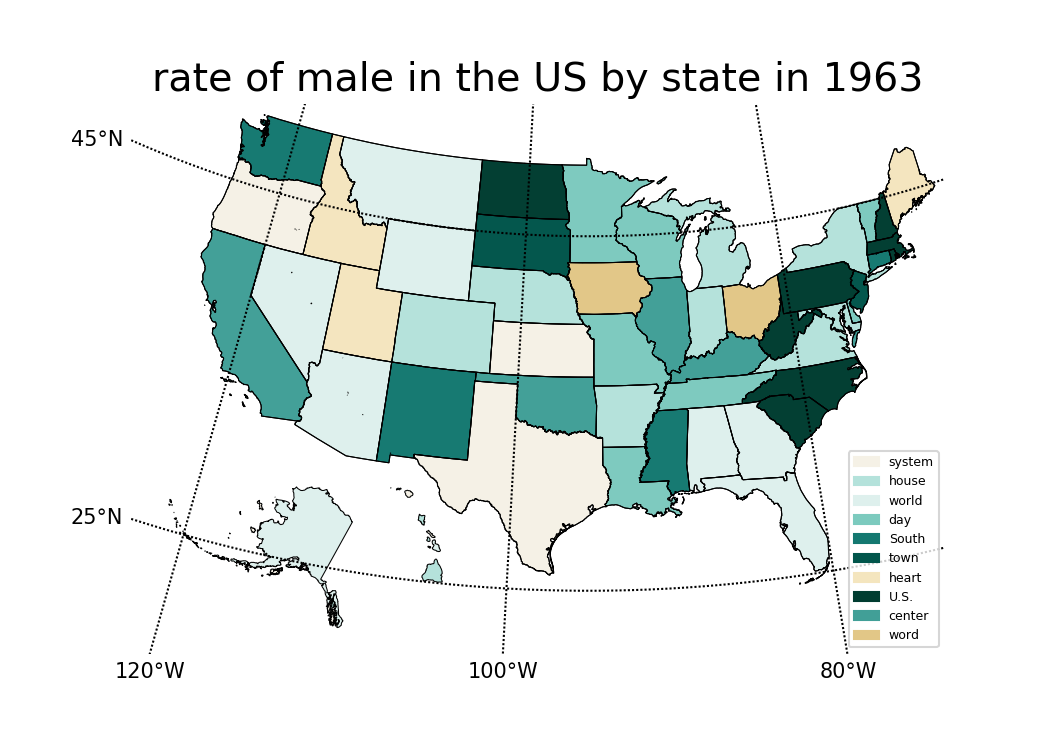 rate of male in the US by state in 1963
45°N
25°N
system
house
world
day
South
town
heart
U.S.
center
word
120°W
100°W
80°W